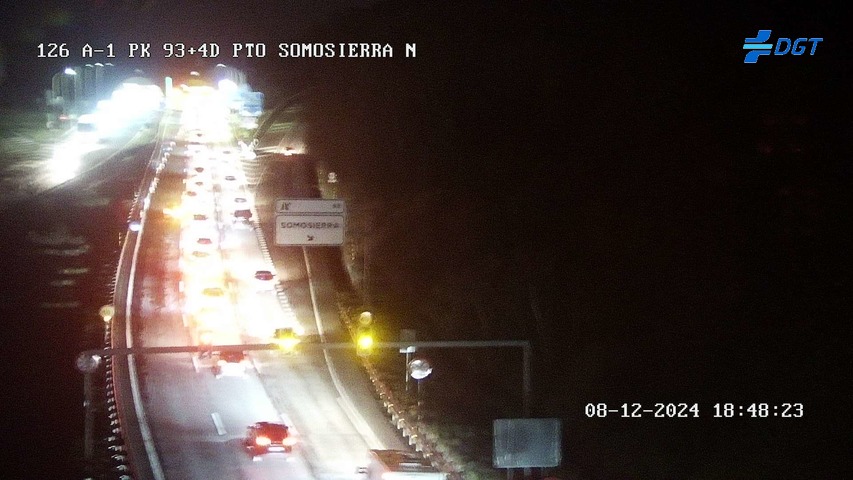 126 A-1 PK 93+4D PTO SOMOSIERRA N
DGT
SOMOSIERRA
08-12-2024 18:48:23